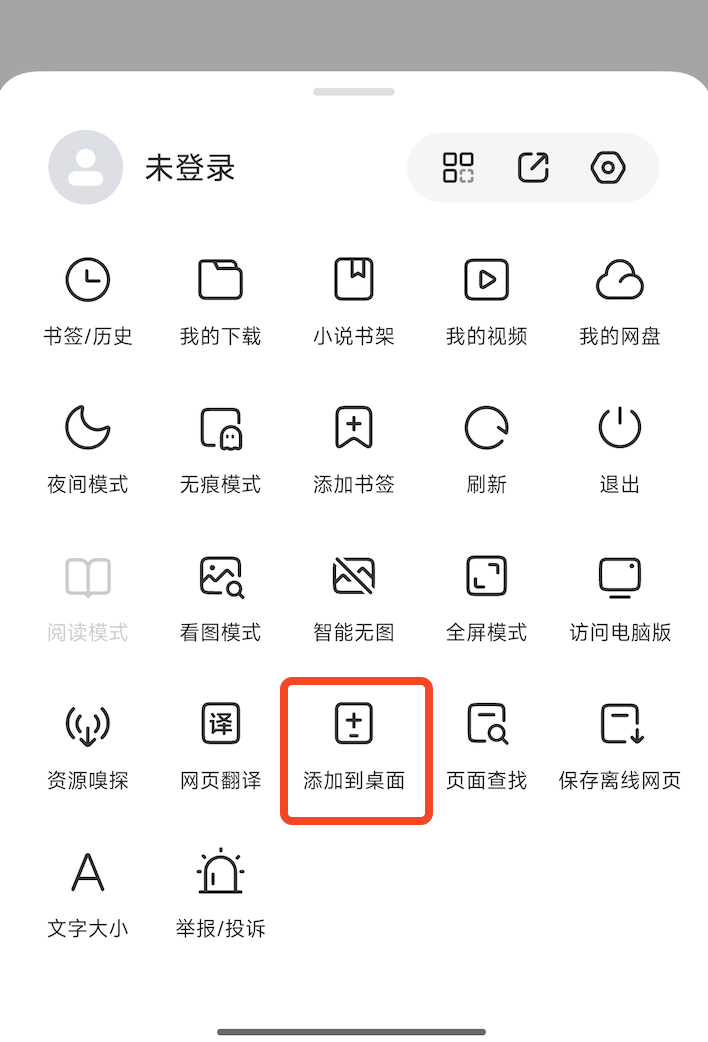 未登录
书签/历史
我的下载
小说书架
我的视频
我的网盘
夜间模式
无痕模式
添加书签
刷新
退出
阅读模式
看图模式
智能无图
全屏模式
访问电脑版
资源嗅探
译
网页翻译
添加到桌面
页面查找
保存离线网页
文字大小
举报/投诉